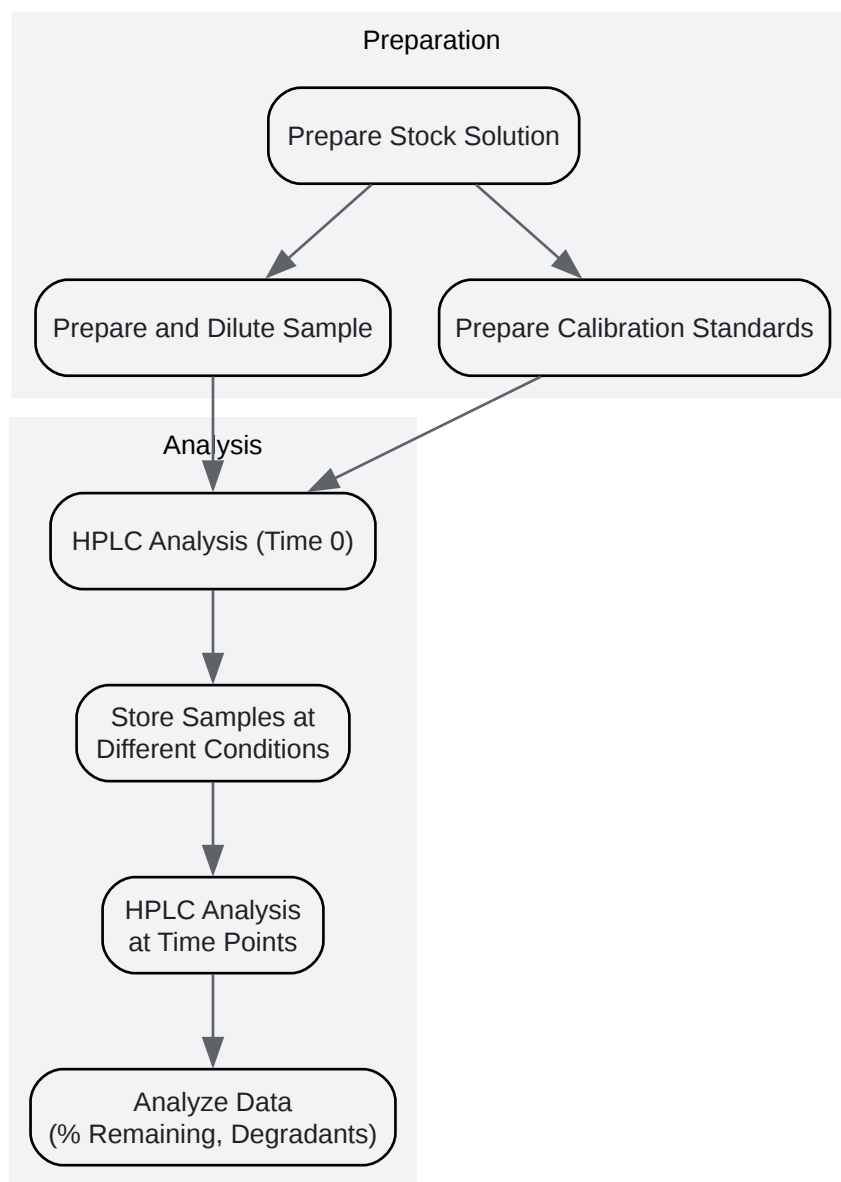 Preparation
Prepare Stock Solution
Prepare and Dilute Sample
Prepare Calibration Standards
Analysis
HPLC Analysis (Time 0)
Store Samples at
Different Conditions
HPLC Analysis
at Time Points
Analyze Data
(% Remaining, Degradants)